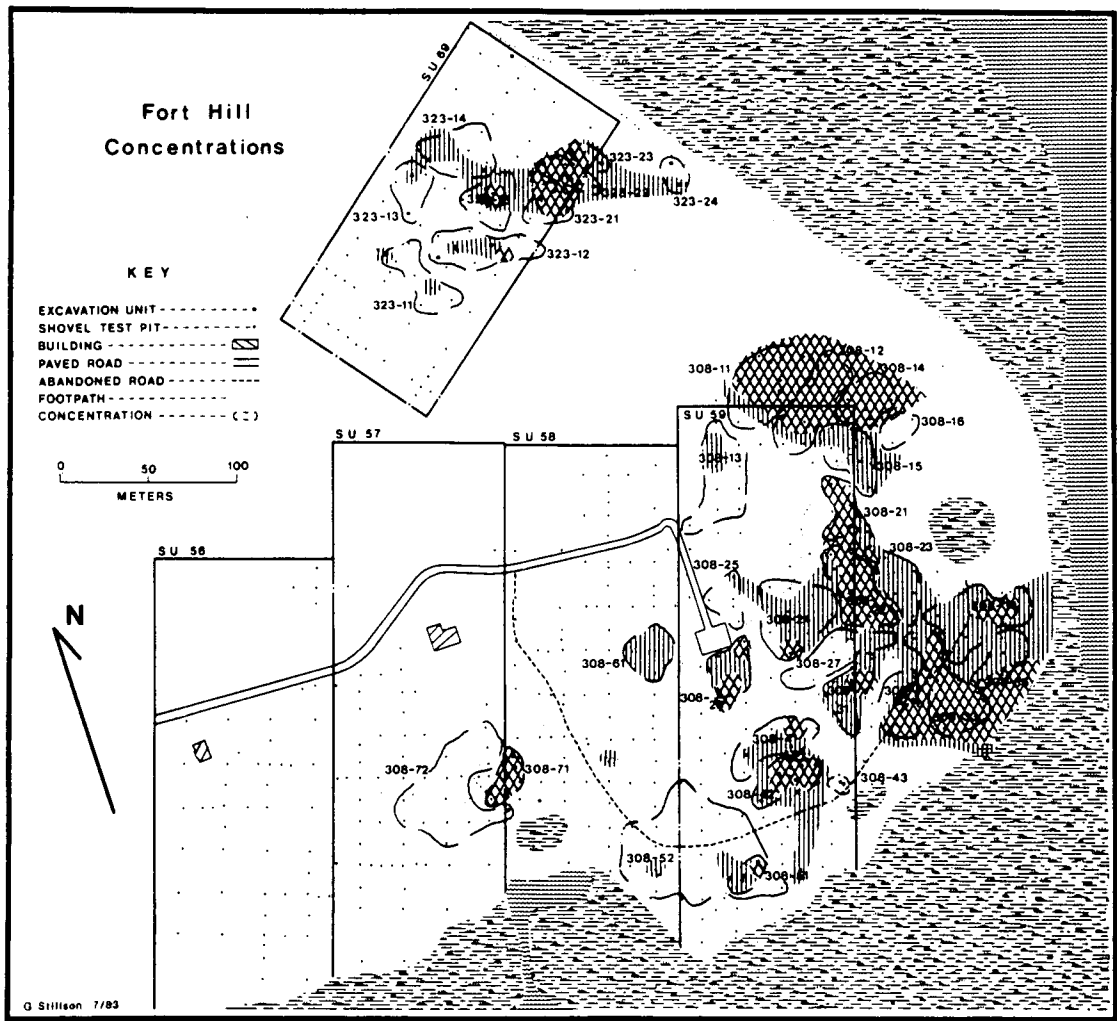 Fort Hill
Concentrations
SU 69
323-14
323-23
323-24
323-13
323-21
323-12
323-11
KEY
EXCAVATION UNIT
SHOVEL TEST PIT
BUILDING
PAVED ROAD
ABANDONED ROAD
FOOTPATH
CONCENTRATION
0 50 100
METERS
308-12
308-11
308-14
SU 59
308-16
SU 57
SU 58
308-13
308-15
308-21
308-23
SU 56
308-25
N
308-61
308-27
308-72
308-71
308-43
308-52
308-51
G Stillson 7/83